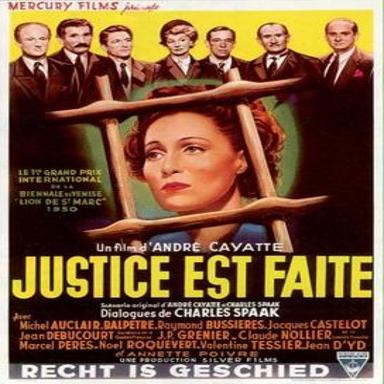 MERCURY FILMS présente
LE 1er GRAND PRIX
INTERNATIONAL
DE LA
BIENNALE DE VENISE
"LION DE St MARC"
1950
Un film d'ANDRÉ CAYATTE
JUSTICE EST FAITE
Scénario original d'ANDRÉ CAYATTE et CHARLES SPAAK
Dialogues de CHARLES SPAAK
Avec
Michel AUCLAIR. BALPETRÉ. Raymond BUSSIERES. Jacques CASTELOT
Jean DEBUCOURT J.P. GRENIER. Claude NOLLIER
Marcel PERES. Noel ROQUEVERT. Valentine TESSIER. Jean D'YD
et ANNETTE POIVRE
UNE PRODUCTION SILVER FILMS
RECHT IS GESCHIED